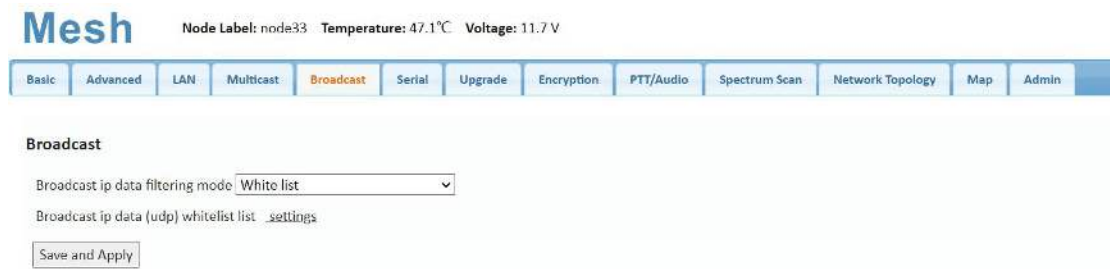 Mesh Node Label: node33 Temperature: 47.1°C Voltage: 11.7 V
Basic Advanced LAN Multicast Broadcast Serial Upgrade Encryption PTT/Audio Spectrum Scan Network Topology Map Admin
Broadcast
Broadcast ip data filtering mode White list
Broadcast ip data (udp) whitelist list settings
Save and Apply